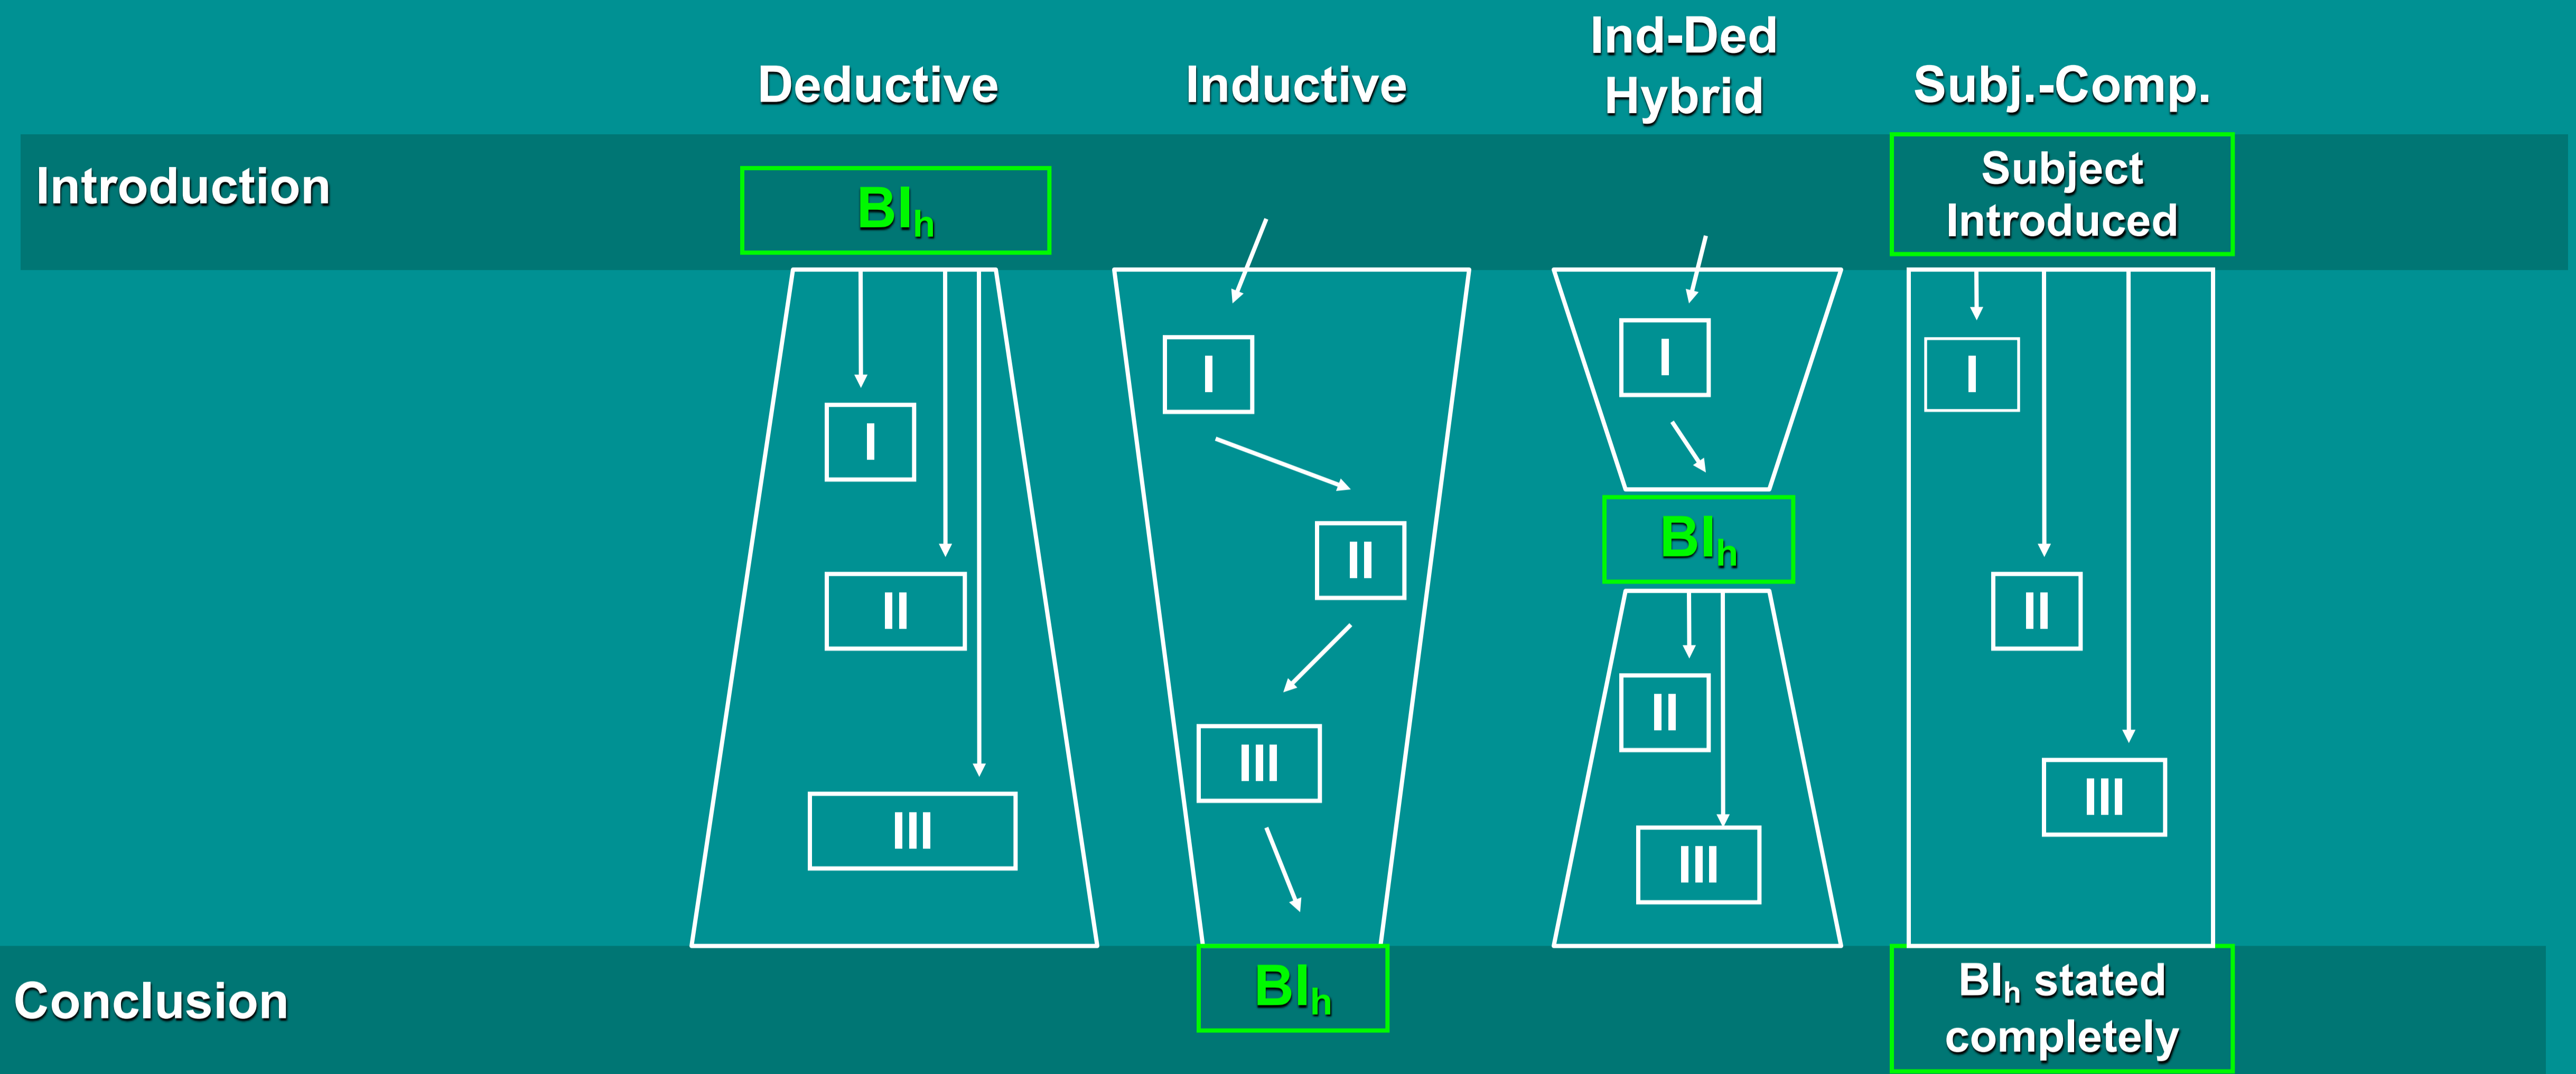 Deductive
Inductive
Ind-Ded
Hybrid
Subj.-Comp.
Introduction
BIh
Subject
Introduced
I
II
III
I
II
III
BIh
I
BIh
II
III
I
II
III
Conclusion
BIh stated
completely